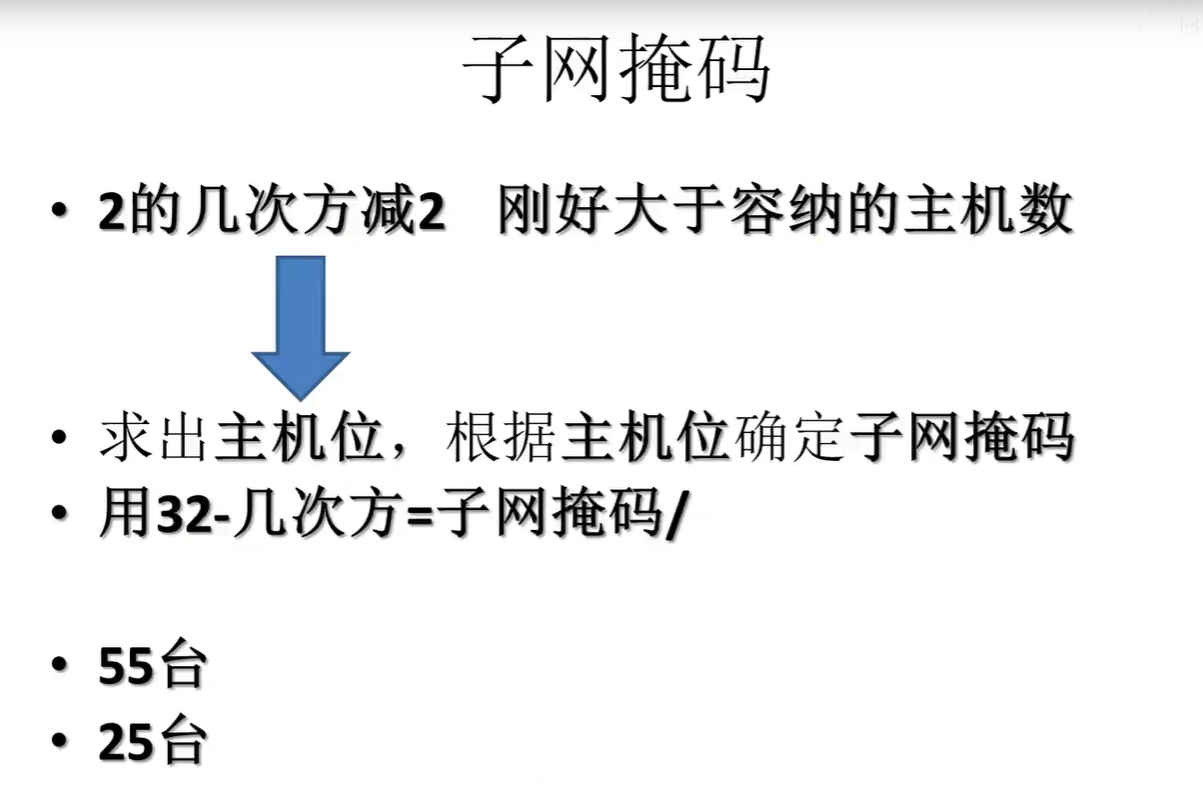 子网掩码
• 2的几次方减2 刚好大于容纳的主机数
• 求出主机位，根据主机位确定子网掩码
• 用32-几次方=子网掩码/
• 55台
• 25台